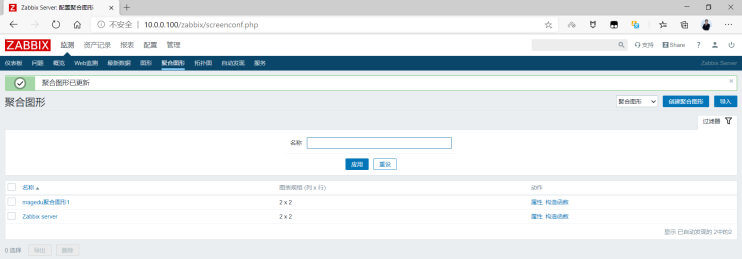 Zabbix Server: 配置聚合图形
不安全 | 10.0.0.100/zabbix/screenconf.php
ZABBIX 监测 资产记录 报表 配置 管理 支持 Share ?
仪表板 问题 概览 Web监测 最新数据 图形 聚合图形 拓扑图 自动发现 服务 Zabbix Server
聚合图形已更新
聚合图形 聚合图形 创建聚合图形 导入
过滤器
名称
应用 重设
名称 图表规格 (列 x 行) 动作
magedu聚合图形1 2 x 2 属性 构造函数
Zabbix server 2 x 2 属性 构造函数
显示 已自动发现的 2中的2
0 选择 导出 删除